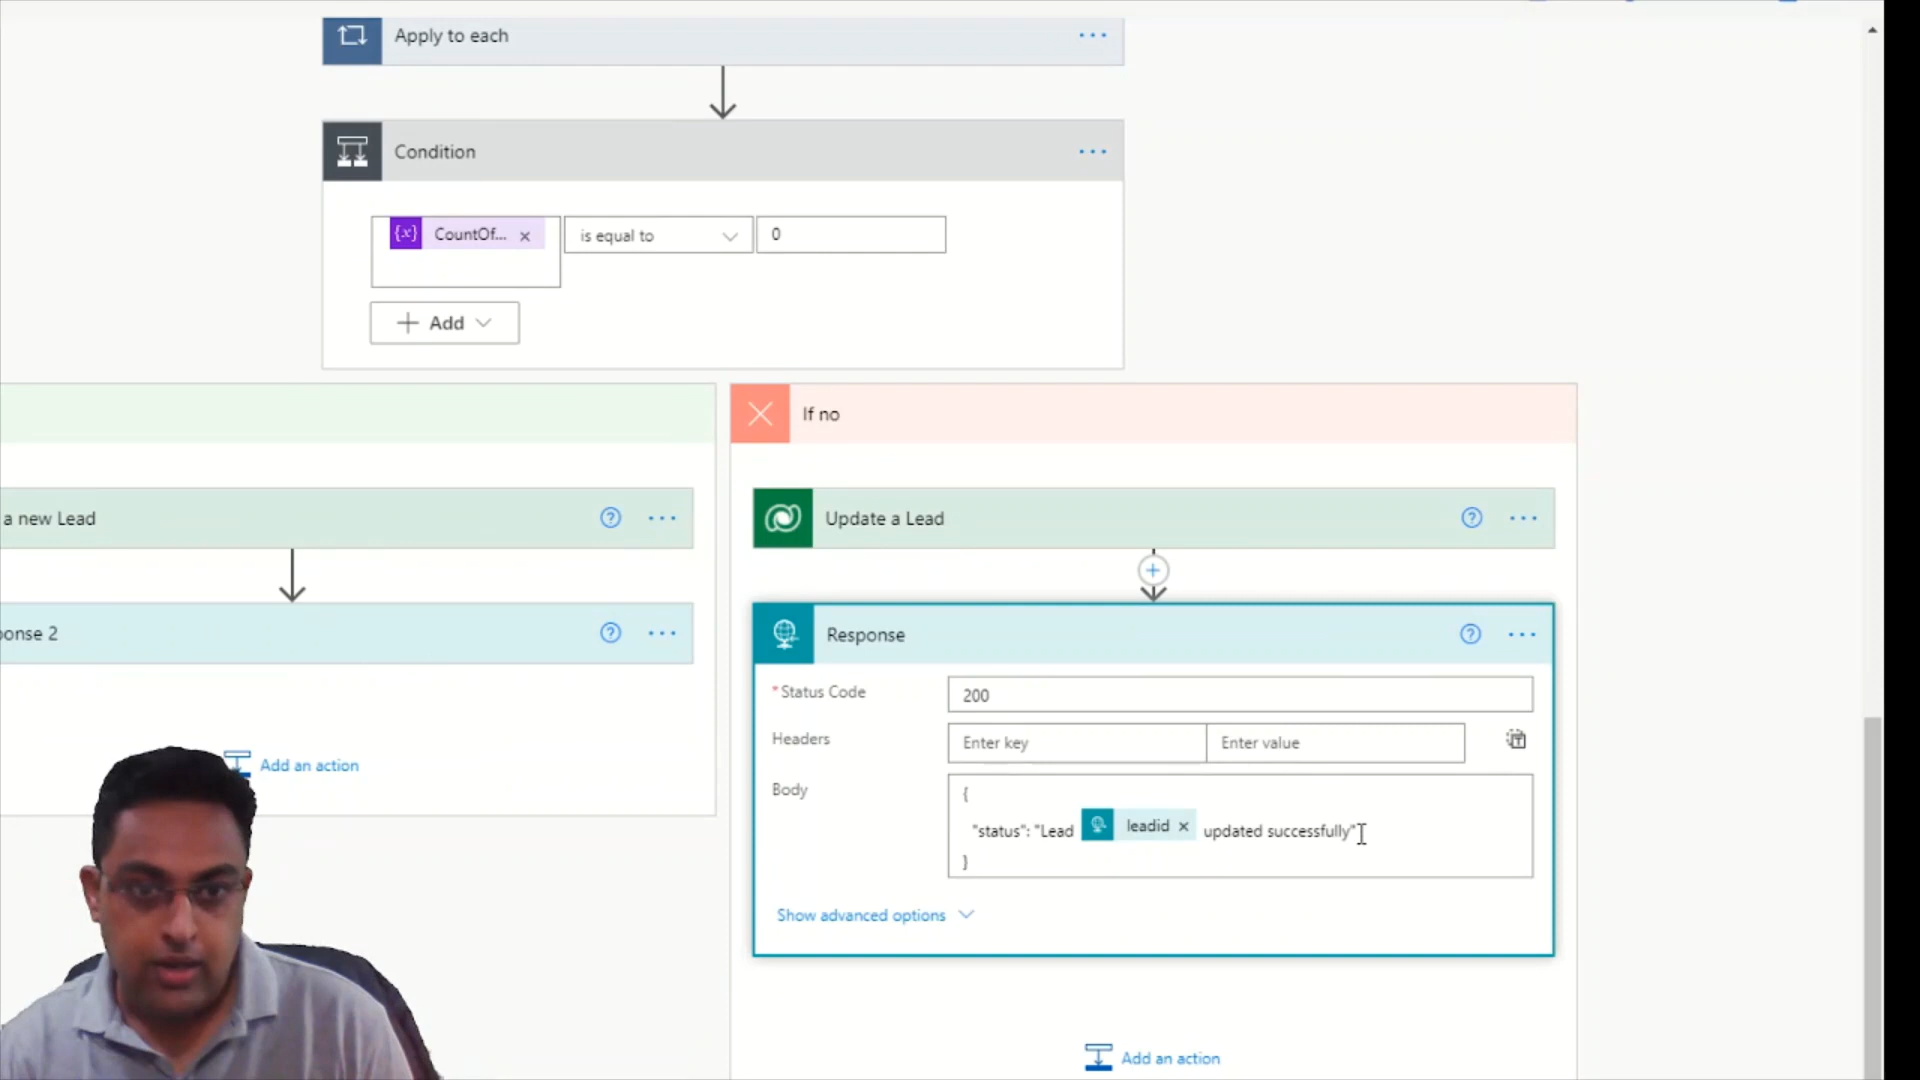 Apply to each
Condition
{x} CountOf... ×
is equal to
0
Add
If no
a new Lead
Update a Lead
onse 2
Response
*Status Code
200
Headers
Enter key
Enter value
Body
{
"status": "Lead leadid × updated successfully"
}
Add an action
Show advanced options
Add an action